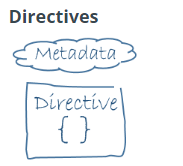 Directives
Metadata
Directive
{ }